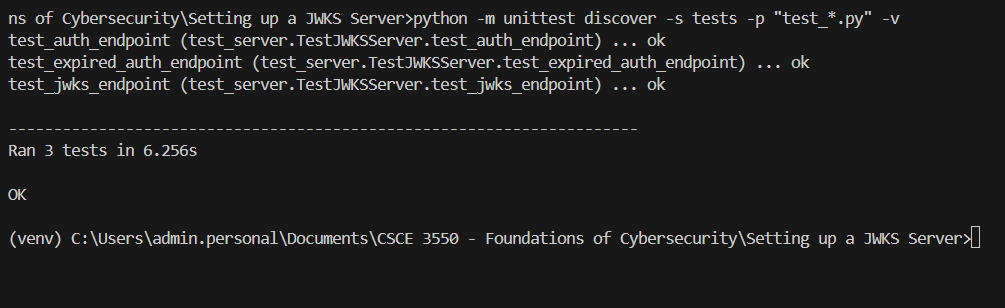 ns of Cybersecurity\Setting up a JWKS Server>python -m unittest discover -s tests -p "test_*.py" -v
test_auth_endpoint (test_server.TestJWKSServer.test_auth_endpoint) ... ok
test_expired_auth_endpoint (test_server.TestJWKSServer.test_expired_auth_endpoint) ... ok
test_jwks_endpoint (test_server.TestJWKSServer.test_jwks_endpoint) ... ok
----------------------------------------------------------------------
Ran 3 tests in 6.256s
OK
(venv) C:\Users\admin.personal\Documents\CSCE 3550 - Foundations of Cybersecurity\Setting up a JWKS Server>